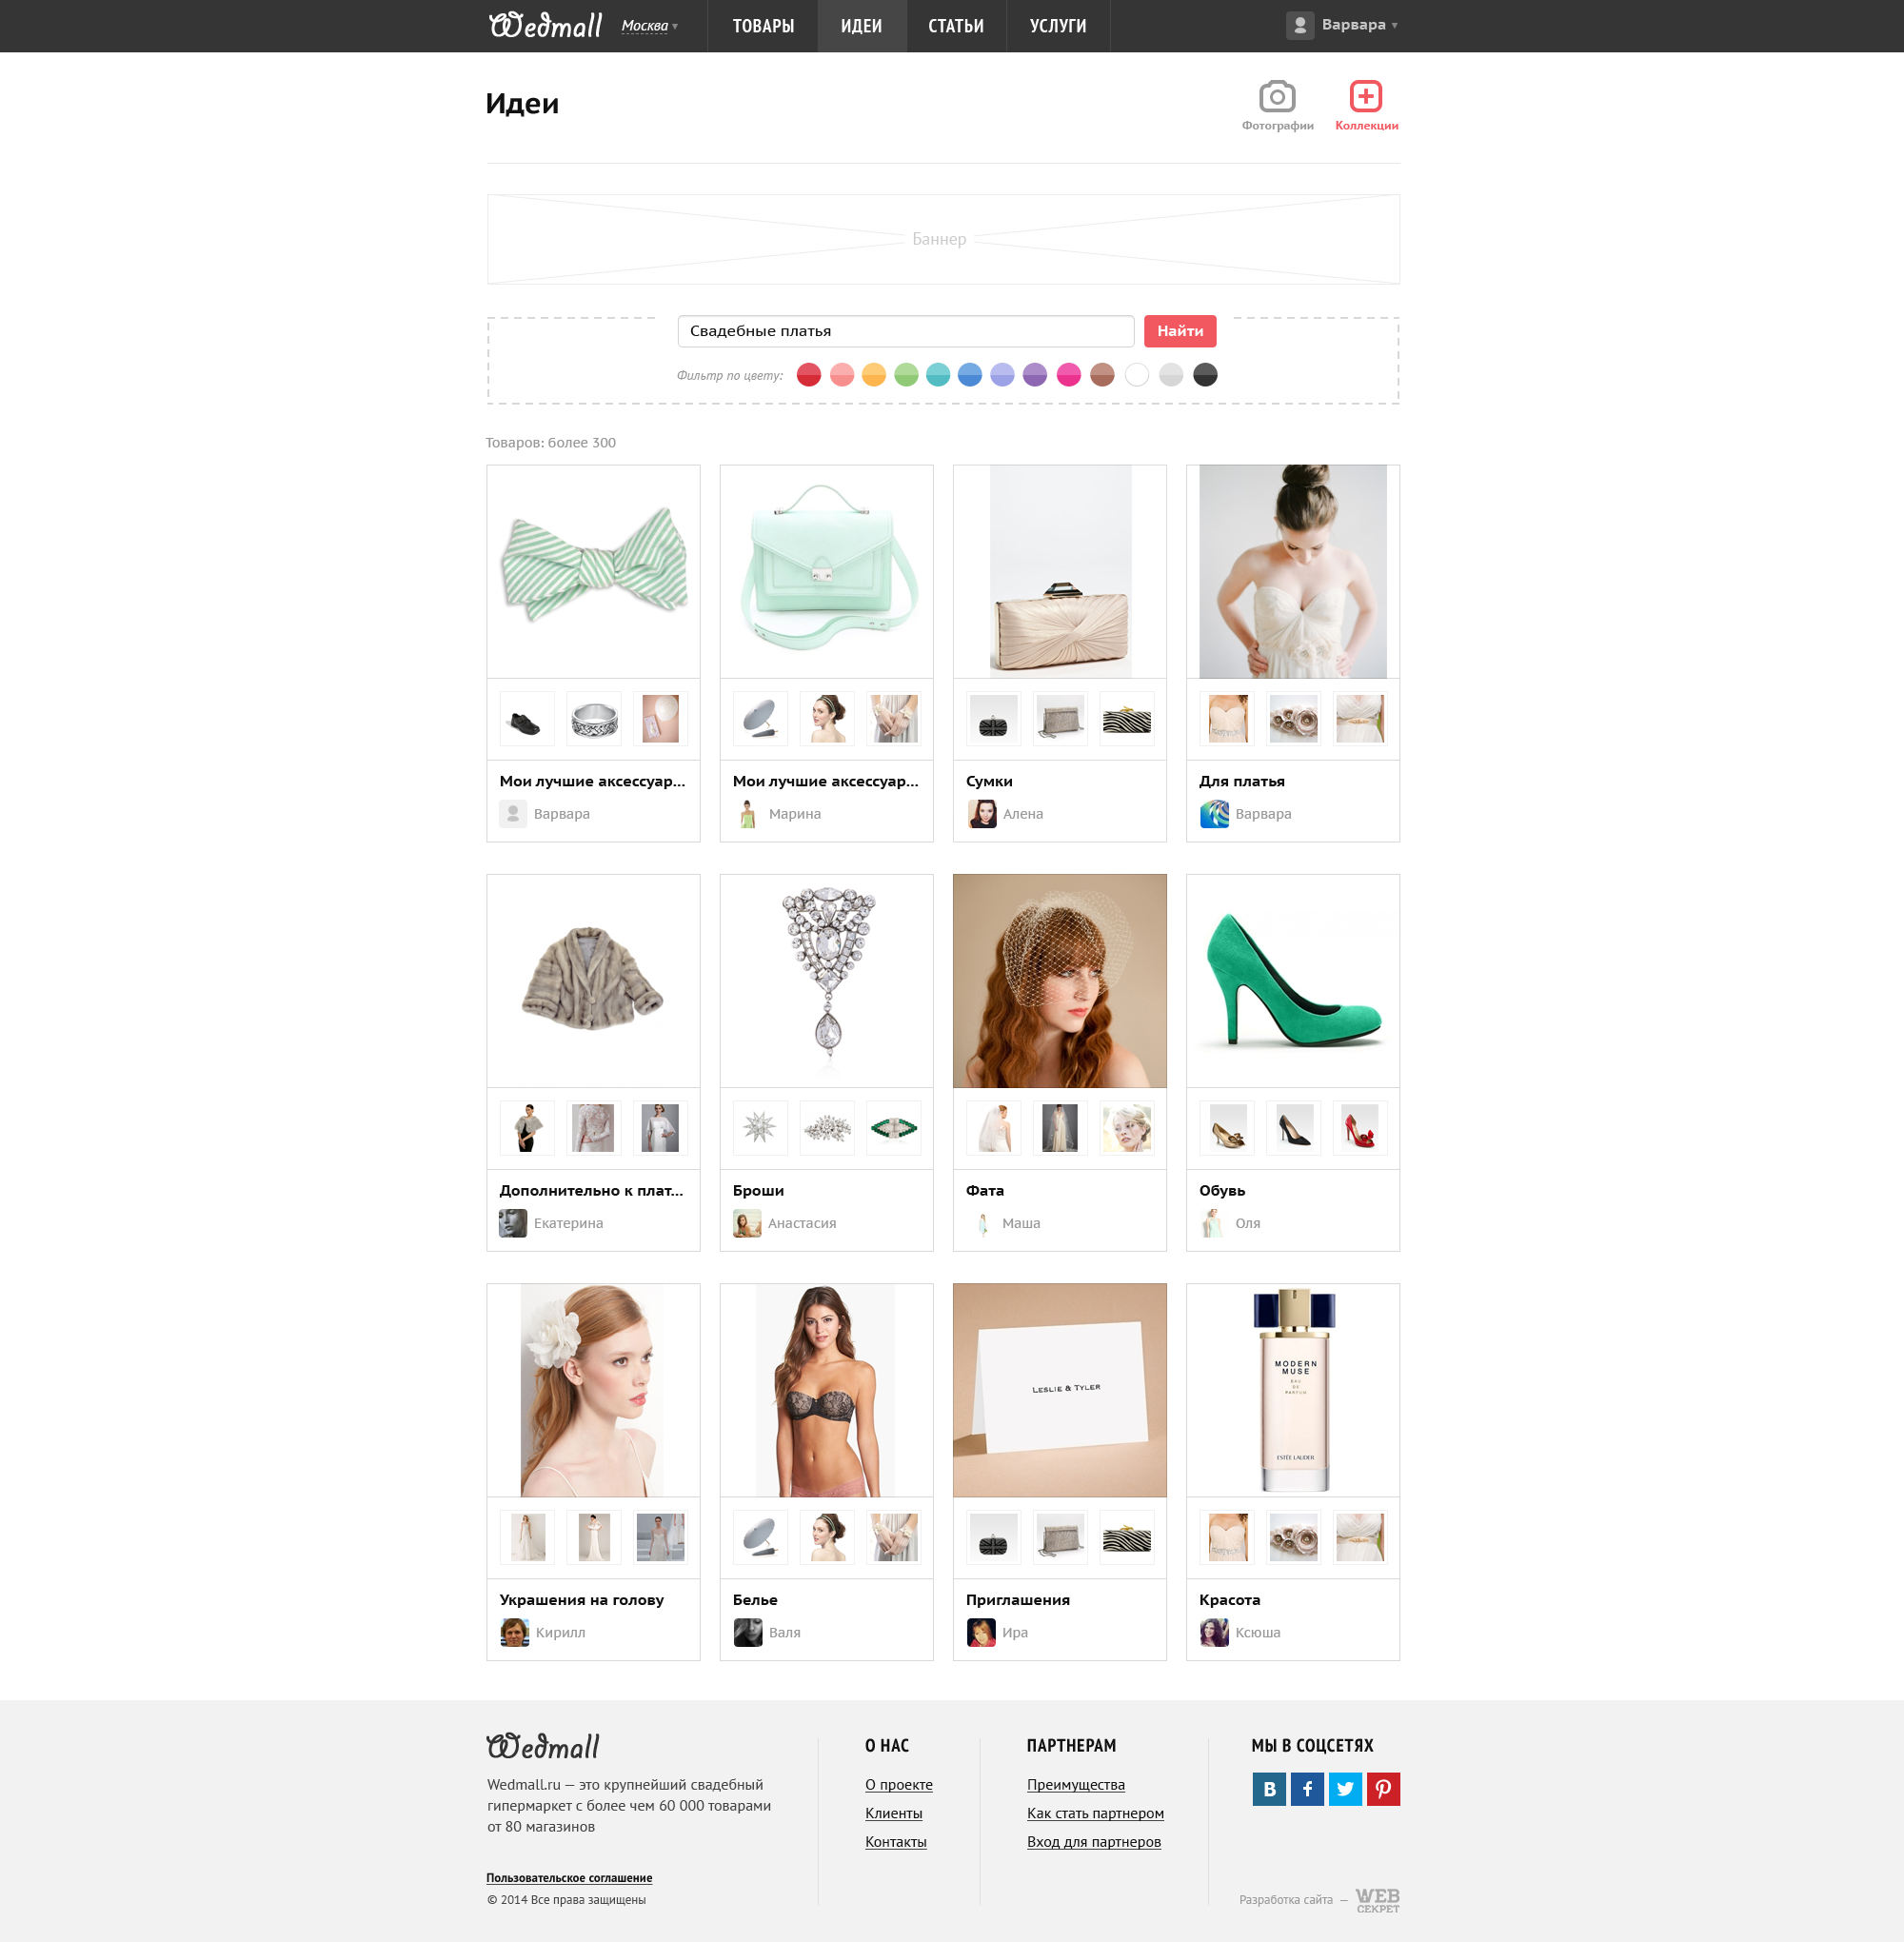 Wedmall
Москва
ТОВАРЫ
ИДЕИ
СТАТЬИ
УСЛУГИ
Варвара
Идеи
Фотографии
Коллекции
Баннер
Свадебные платья
Найти
Фильтр по цвету:
Товаров: более 300
Мои лучшие аксессуар...
Варвара
Мои лучшие аксессуар...
Марина
Сумки
Алена
Для платья
Варвара
Дополнительно к плат...
Екатерина
Броши
Анастасия
Фата
Маша
Обувь
Оля
LESLIE & TYLER
MODERN
MUSE
EAU
DE
PARFUM
ESTĒE LAUDER
Украшения на голову
Кирилл
Белье
Валя
Приглашения
Ира
Красота
Ксюша
Wedmall
Wedmall.ru — это крупнейший свадебный
гипермаркет с более чем 60 000 товарами
от 80 магазинов
Пользовательское соглашение
© 2014 Все права защищены
О НАС
О проекте
Клиенты
Контакты
ПАРТНЕРАМ
Преимущества
Как стать партнером
Вход для партнеров
МЫ В СОЦСЕТЯХ
Разработка сайта —
WEB
СЕКРЕТ